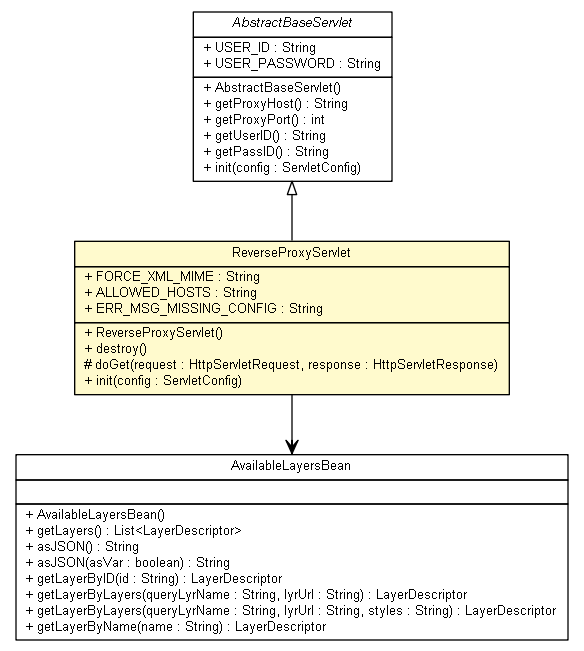 AbstractBaseServlet
+ USER_ID : String
+ USER_PASSWORD : String
+ AbstractBaseServlet()
+ getProxyHost() : String
+ getProxyPort() : int
+ getUserID() : String
+ getPassID() : String
+ init(config : ServletConfig)
ReverseProxyServlet
+ FORCE_XML_MIME : String
+ ALLOWED_HOSTS : String
+ ERR_MSG_MISSING_CONFIG : String
+ ReverseProxyServlet()
+ destroy()
# doGet(request : HttpServletRequest, response : HttpServletResponse)
+ init(config : ServletConfig)
AvailableLayersBean
+ AvailableLayersBean()
+ getLayers() : List<LayerDescriptor>
+ asJSON() : String
+ asJSON(asVar : boolean) : String
+ getLayerByID(id : String) : LayerDescriptor
+ getLayerByLayers(queryLyrName : String, lyrUrl : String) : LayerDescriptor
+ getLayerByLayers(queryLyrName : String, lyrUrl : String, styles : String) : LayerDescriptor
+ getLayerByName(name : String) : LayerDescriptor